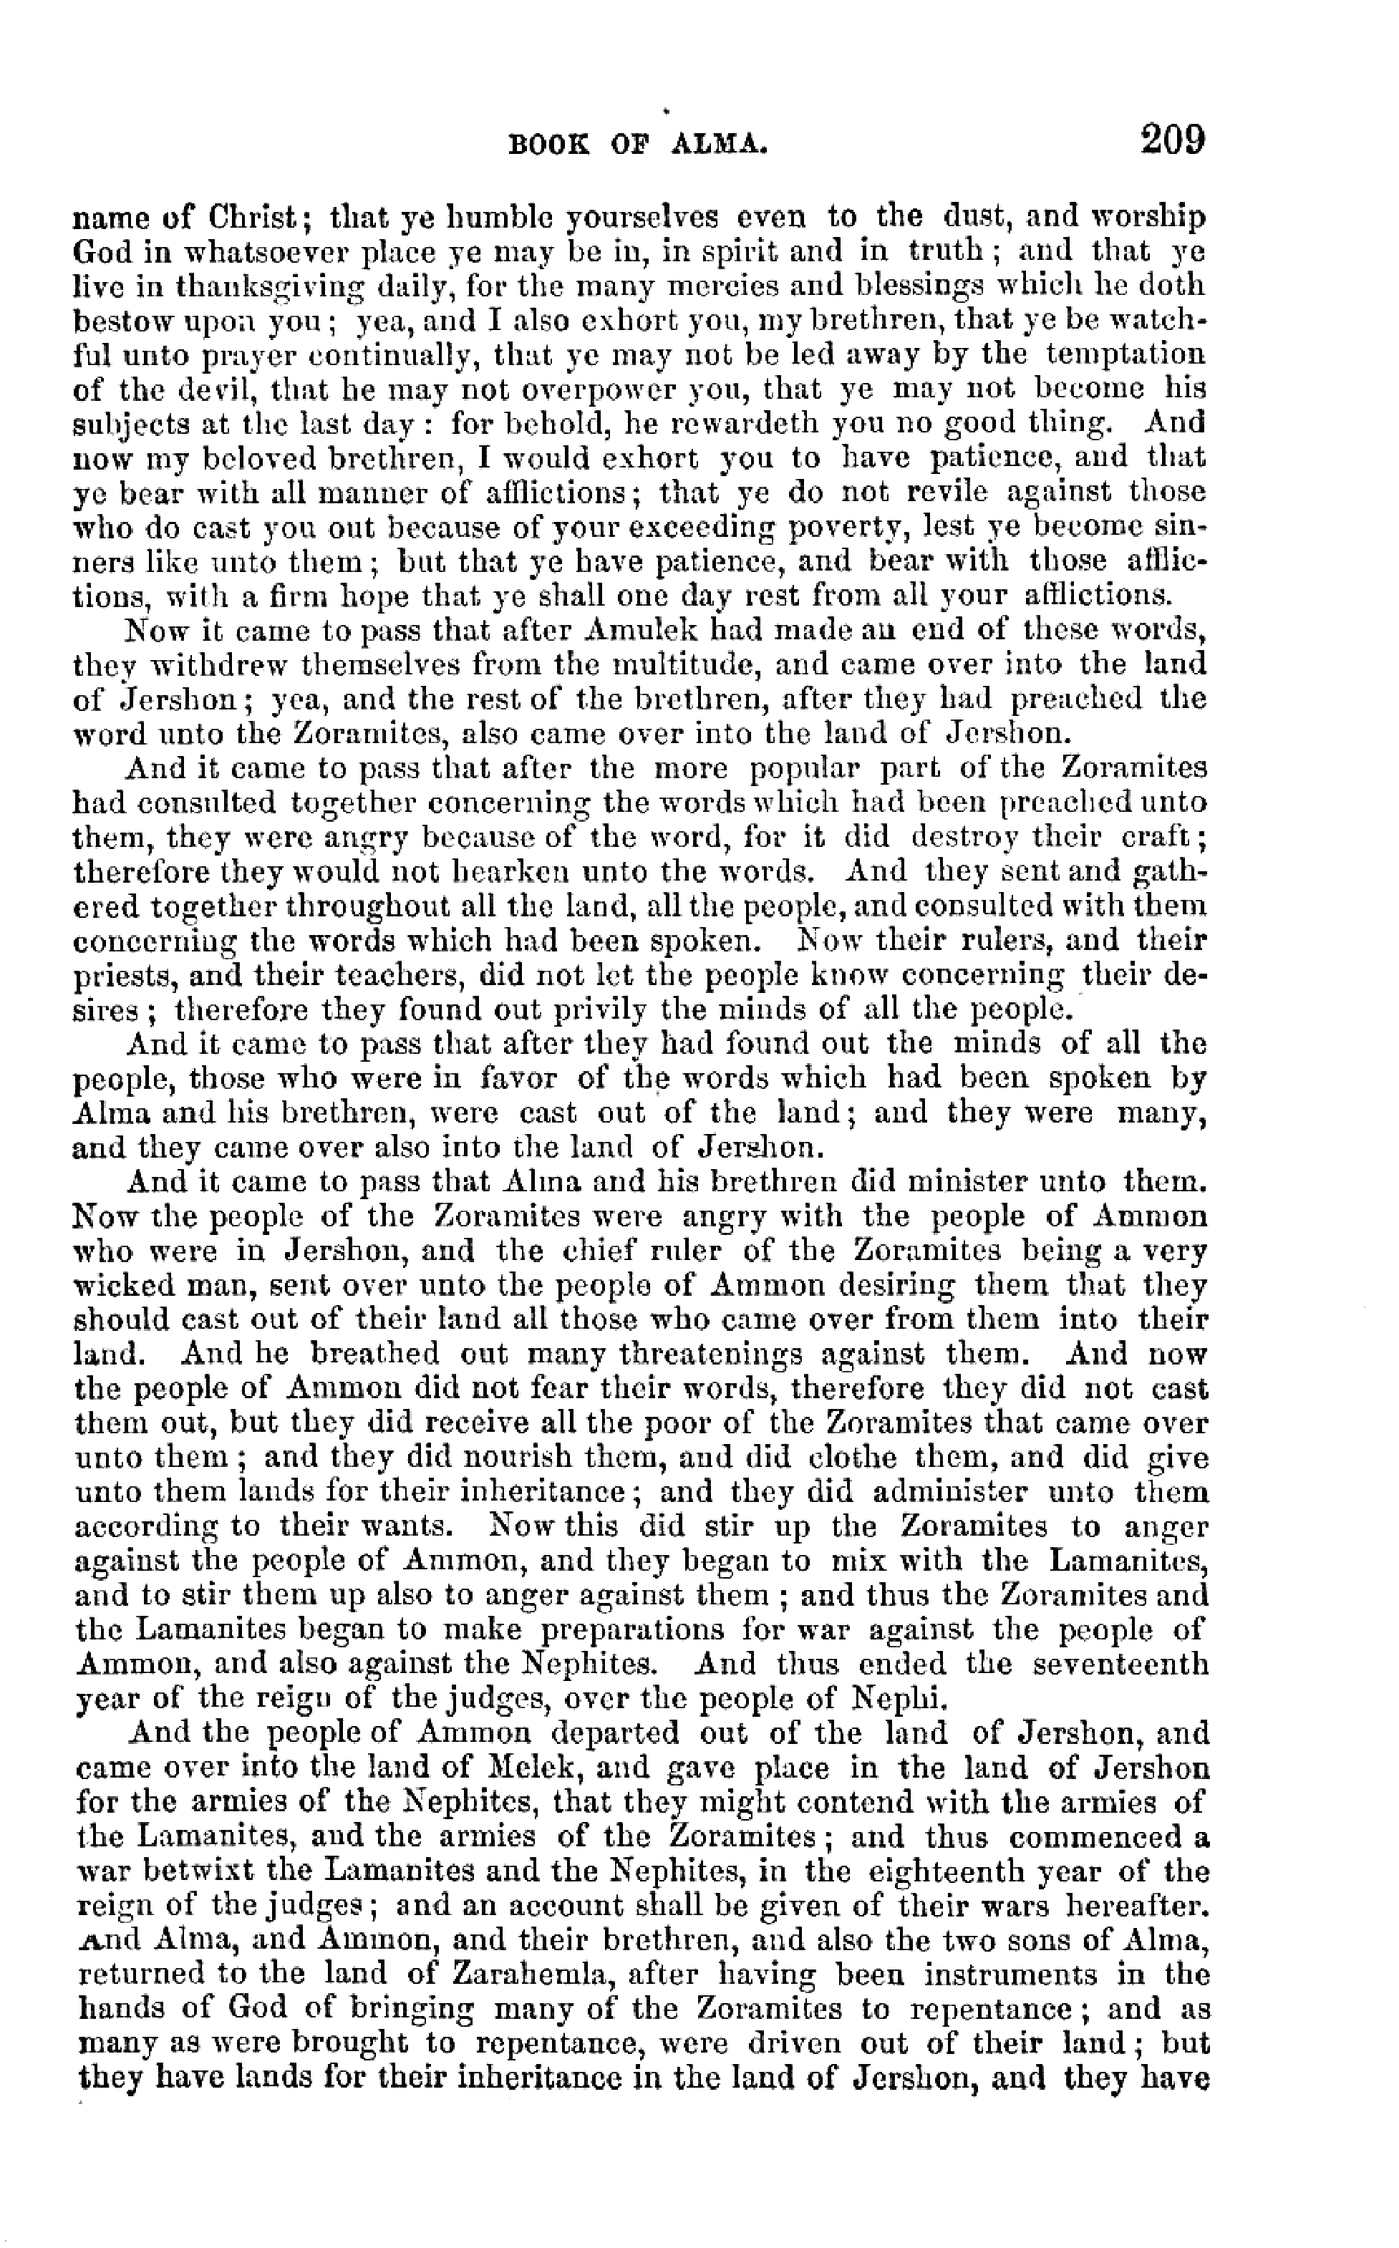 BOOK OF ALMA. 209
name of Christ; that ye humble yourselves even to the dust, and worship
God in whatsoever place ye may be in, in spirit and in truth; and that ye
live in thanksgiving daily, for the many mercies and blessings which he doth
bestow upon you; yea, and I also exhort you, my brethren, that ye be watch-
ful unto prayer continually, that ye may not be led away by the temptation
of the devil, that he may not overpower you, that ye may not become his
subjects at the last day: for behold, he rewardeth you no good thing. And
now my beloved brethren, I would exhort you to have patience, and that
ye bear with all manner of afflictions; that ye do not revile against those
who do cast you out because of your exceeding poverty, lest ye become sin-
ners like unto them; but that ye have patience, and bear with those afflic-
tions, with a firm hope that ye shall one day rest from all your afflictions.
Now it came to pass that after Amulek had made an end of these words,
they withdrew themselves from the multitude, and came over into the land
of Jershon; yea, and the rest of the brethren, after they had preached the
word unto the Zoramites, also came over into the land of Jershon.
And it came to pass that after the more popular part of the Zoramites
had consulted together concerning the words which had been preached unto
them, they were angry because of the word, for it did destroy their craft;
therefore they would not hearken unto the words. And they sent and gath-
ered together throughout all the land, all the people, and consulted with them
concerning the words which had been spoken. Now their rulers, and their
priests, and their teachers, did not let the people know concerning their de-
sires; therefore they found out privily the minds of all the people.
And it came to pass that after they had found out the minds of all the
people, those who were in favor of the words which had been spoken by
Alma and his brethren, were cast out of the land; and they were many,
and they came over also into the land of Jershon.
And it came to pass that Alma and his brethren did minister unto them.
Now the people of the Zoramites were angry with the people of Ammon
who were in Jershon, and the chief ruler of the Zoramites being a very
wicked man, sent over unto the people of Ammon desiring them that they
should cast out of their land all those who came over from them into their
land. And he breathed out many threatenings against them. And now
the people of Ammon did not fear their words, therefore they did not cast
them out, but they did receive all the poor of the Zoramites that came over
unto them; and they did nourish them, and did clothe them, and did give
unto them lands for their inheritance; and they did administer unto them
according to their wants. Now this did stir up the Zoramites to anger
against the people of Ammon, and they began to mix with the Lamanites,
and to stir them up also to anger against them; and thus the Zoramites and
the Lamanites began to make preparations for war against the people of
Ammon, and also against the Nephites. And thus ended the seventeenth
year of the reign of the judges, over the people of Nephi.
And the people of Ammon departed out of the land of Jershon, and
came over into the land of Melek, and gave place in the land of Jershon
for the armies of the Nephites, that they might contend with the armies of
the Lamanites, and the armies of the Zoramites; and thus commenced a
war betwixt the Lamanites and the Nephites, in the eighteenth year of the
reign of the judges; and an account shall be given of their wars hereafter.
And Alma, and Ammon, and their brethren, and also the two sons of Alma,
returned to the land of Zarahemla, after having been instruments in the
hands of God of bringing many of the Zoramites to repentance; and as
many as were brought to repentance, were driven out of their land; but
they have lands for their inheritance in the land of Jershon, and they have